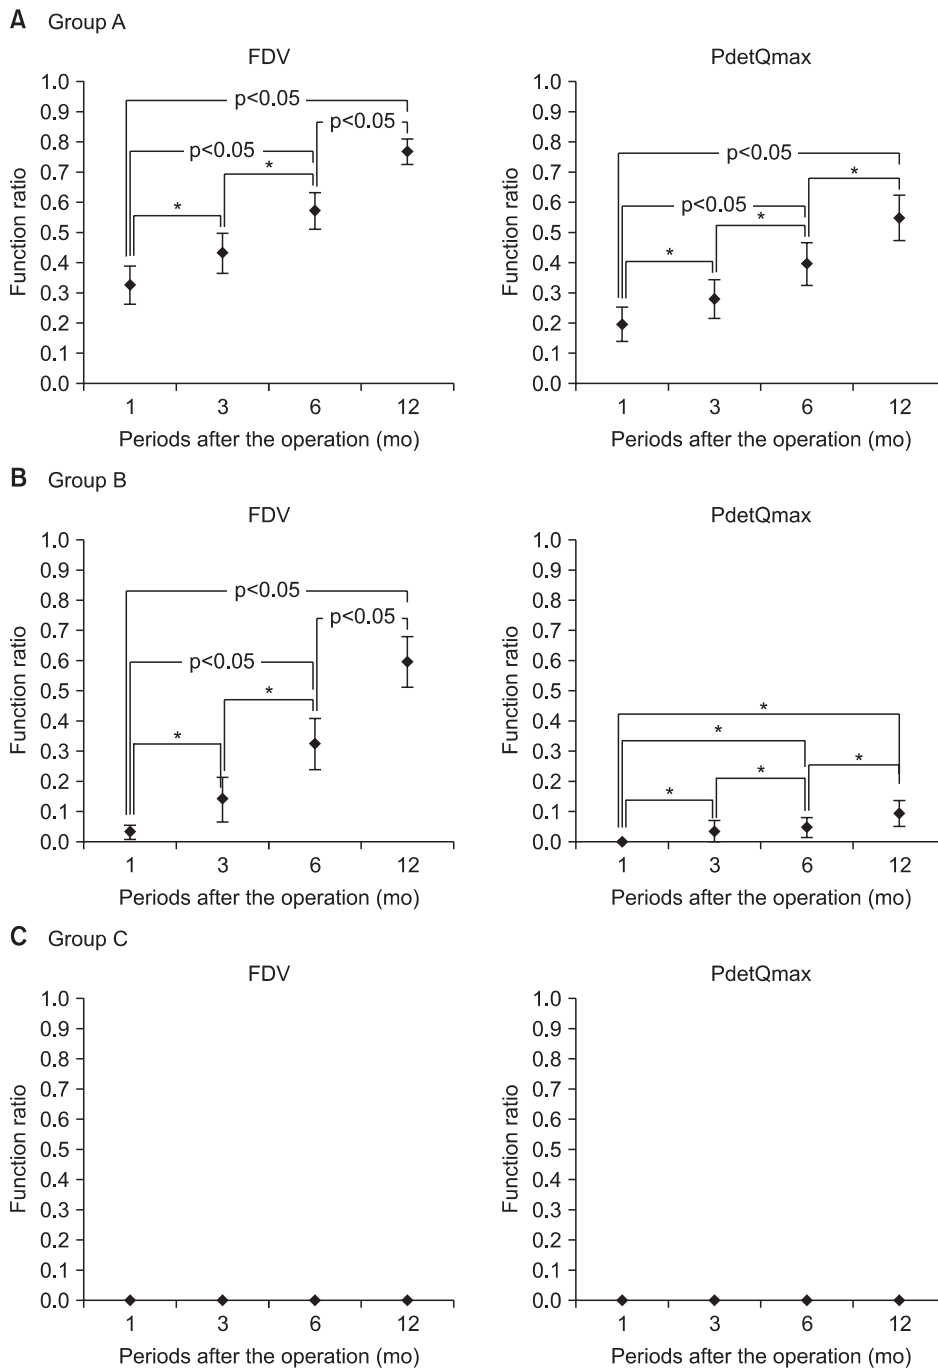 A Group A
FDV
PdetQmax
1.0
0.9
0.8
0.7
0.6
0.5
0.4
0.3
0.2
0.1
0.0
Function ratio
p<0.05
p<0.05
p<0.05
*
*
1 3 6 12
Periods after the operation (mo)
1.0
0.9
0.8
0.7
0.6
0.5
0.4
0.3
0.2
0.1
0.0
Function ratio
p<0.05
*
p<0.05
*
*
1 3 6 12
Periods after the operation (mo)
B Group B
FDV
PdetQmax
1.0
0.9
0.8
0.7
0.6
0.5
0.4
0.3
0.2
0.1
0.0
Function ratio
p<0.05
p<0.05
p<0.05
*
*
1 3 6 12
Periods after the operation (mo)
1.0
0.9
0.8
0.7
0.6
0.5
0.4
0.3
0.2
0.1
0.0
Function ratio
*
*
*
*
*
1 3 6 12
Periods after the operation (mo)
C Group C
FDV
PdetQmax
1.0
0.9
0.8
0.7
0.6
0.5
0.4
0.3
0.2
0.1
0.0
Function ratio
1 3 6 12
Periods after the operation (mo)
1.0
0.9
0.8
0.7
0.6
0.5
0.4
0.3
0.2
0.1
0.0
Function ratio
1 3 6 12
Periods after the operation (mo)